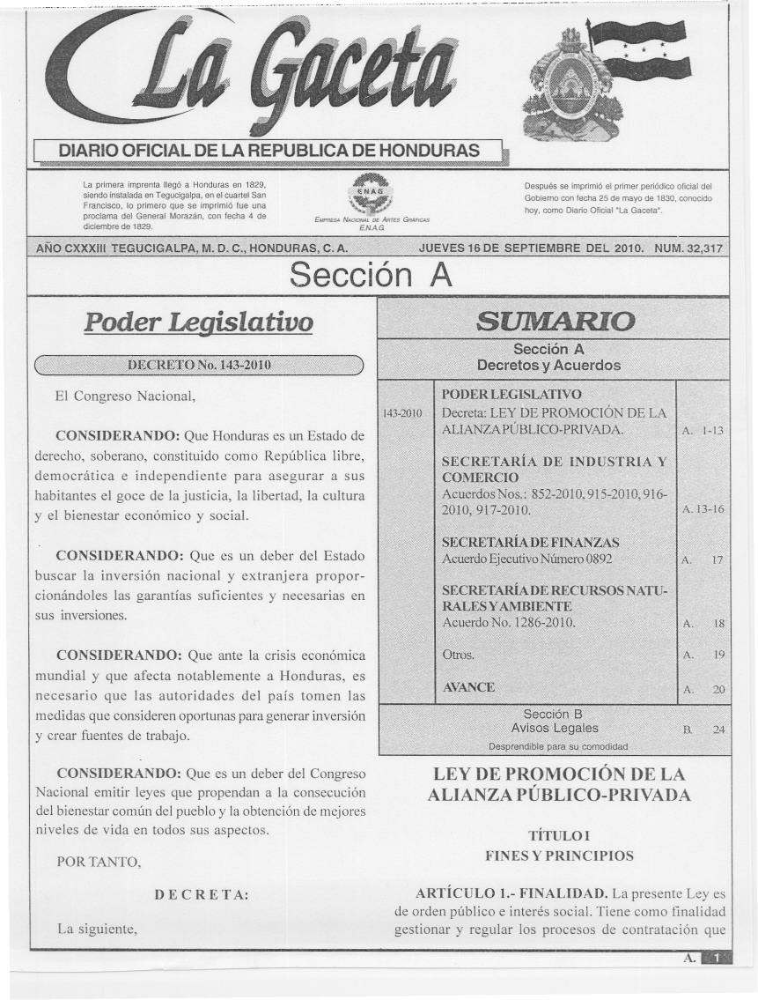 La Gaceta
DIARIO OFICIAL DE LA REPUBLICA DE HONDURAS
La primera imprenta llegó a Honduras en 1829,
siendo instalada en Tegucigalpa, en el cuartel San
Francisco, lo primero que se imprimió fue una
proclama del General Morazán, con fecha 4 de
diciembre de 1829.
E N A G
EMPRESA NACIONAL DE ARTES GRAFICAS
E.N.A.G.
Después se imprimió el primer periódico oficial del
Gobierno con fecha 25 de mayo de 1830, conocido
hoy, como Diario Oficial "La Gaceta".
AÑO CXXXIII TEGUCIGALPA, M. D. C., HONDURAS, C. A.
JUEVES 16 DE SEPTIEMBRE DEL 2010. NUM. 32,317
Sección A
Poder Legislativo
DECRETO No. 143-2010
El Congreso Nacional,
CONSIDERANDO: Que Honduras es un Estado de
derecho, soberano, constituido como República libre,
democrática e independiente para asegurar a sus
habitantes el goce de la justicia, la libertad, la cultura
y el bienestar económico y social.
CONSIDERANDO: Que es un deber del Estado
buscar la inversión nacional y extranjera propor-
cionándoles las garantías suficientes y necesarias en
sus inversiones.
CONSIDERANDO: Que ante la crisis económica
mundial y que afecta notablemente a Honduras, es
necesario que las autoridades del país tomen las
medidas que consideren oportunas para generar inversión
y crear fuentes de trabajo.
CONSIDERANDO: Que es un deber del Congreso
Nacional emitir leyes que propendan a la consecución
del bienestar común del pueblo y la obtención de mejores
niveles de vida en todos sus aspectos.
POR TANTO,
D E C R E T A:
La siguiente,
SUMARIO
Sección A
Decretos y Acuerdos
PODER LEGISLATIVO
143-2010 Decreta: LEY DE PROMOCIÓN DE LA
ALIANZA PÚBLICO-PRIVADA. A. 1-13
SECRETARÍA DE INDUSTRIA Y
COMERCIO
Acuerdos Nos.: 852-2010, 915-2010, 916-
2010, 917-2010. A. 13-16
SECRETARÍA DE FINANZAS
Acuerdo Ejecutivo Número 0892 A. 17
SECRETARÍA DE RECURSOS NATU-
RALES Y AMBIENTE
Acuerdo No. 1286-2010. A. 18
Otros. A. 19
AVANCE A. 20
Sección B
Avisos Legales B. 24
Desprendible para su comodidad
LEY DE PROMOCIÓN DE LA
ALIANZA PÚBLICO-PRIVADA
TÍTULO I
FINES Y PRINCIPIOS
ARTÍCULO 1.- FINALIDAD. La presente Ley es
de orden público e interés social. Tiene como finalidad
gestionar y regular los procesos de contratación que
A. 1